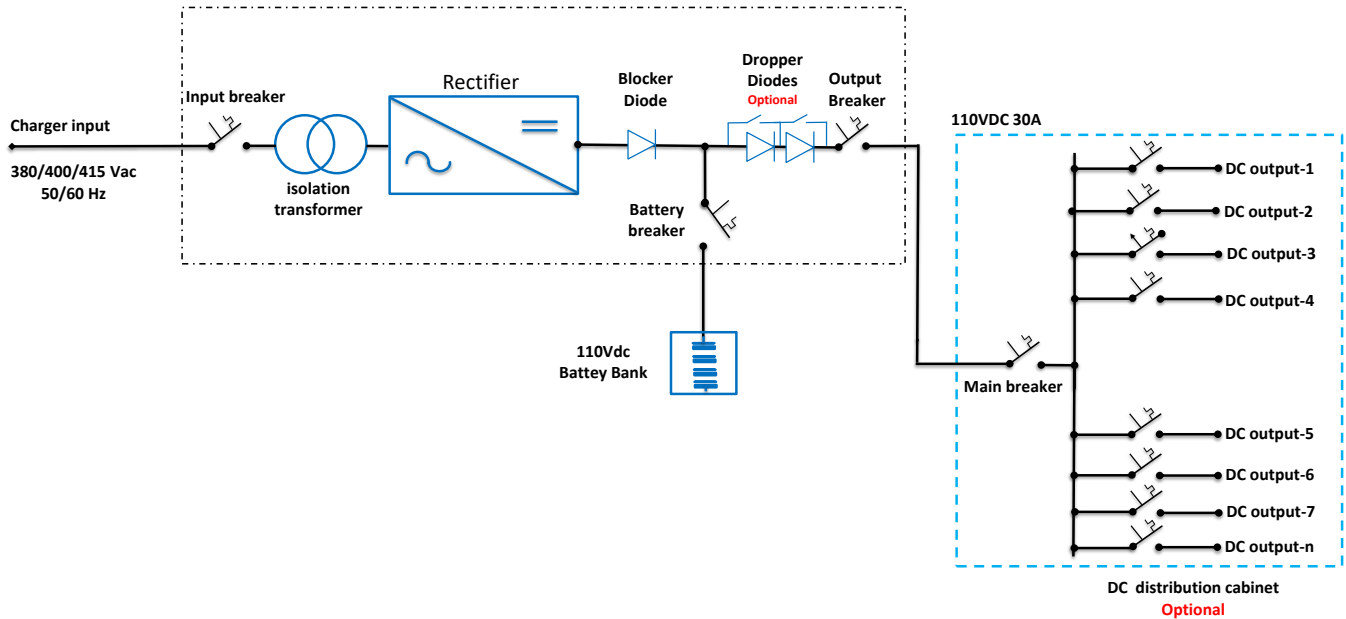 Charger input
380/400/415 Vac
50/60 Hz
Input breaker
isolation
transformer
Rectifier
Blocker
Diode
Dropper
Diodes
Optional
Output
Breaker
Battery
breaker
110Vdc
Battey Bank
110VDC 30A
Main breaker
DC output-1
DC output-2
DC output-3
DC output-4
DC output-5
DC output-6
DC output-7
DC output-n
DC distribution cabinet
Optional